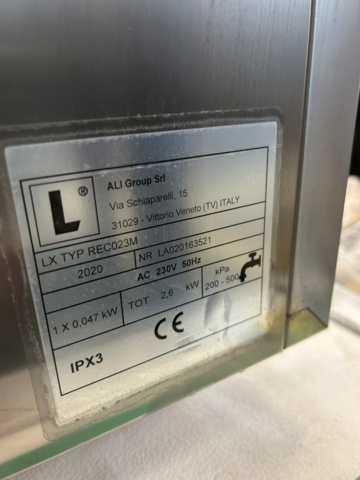 L®
ALI Group Srl
Via Schiaparelli, 15
31029 - Vittorio Veneto (TV) ITALY
LX TYP REC023M
2020
NR LA020163521
AC 230V 50Hz
1 X 0,047 kW
TOT 2,6 kW
kPa
200 - 500
CE
IPX3